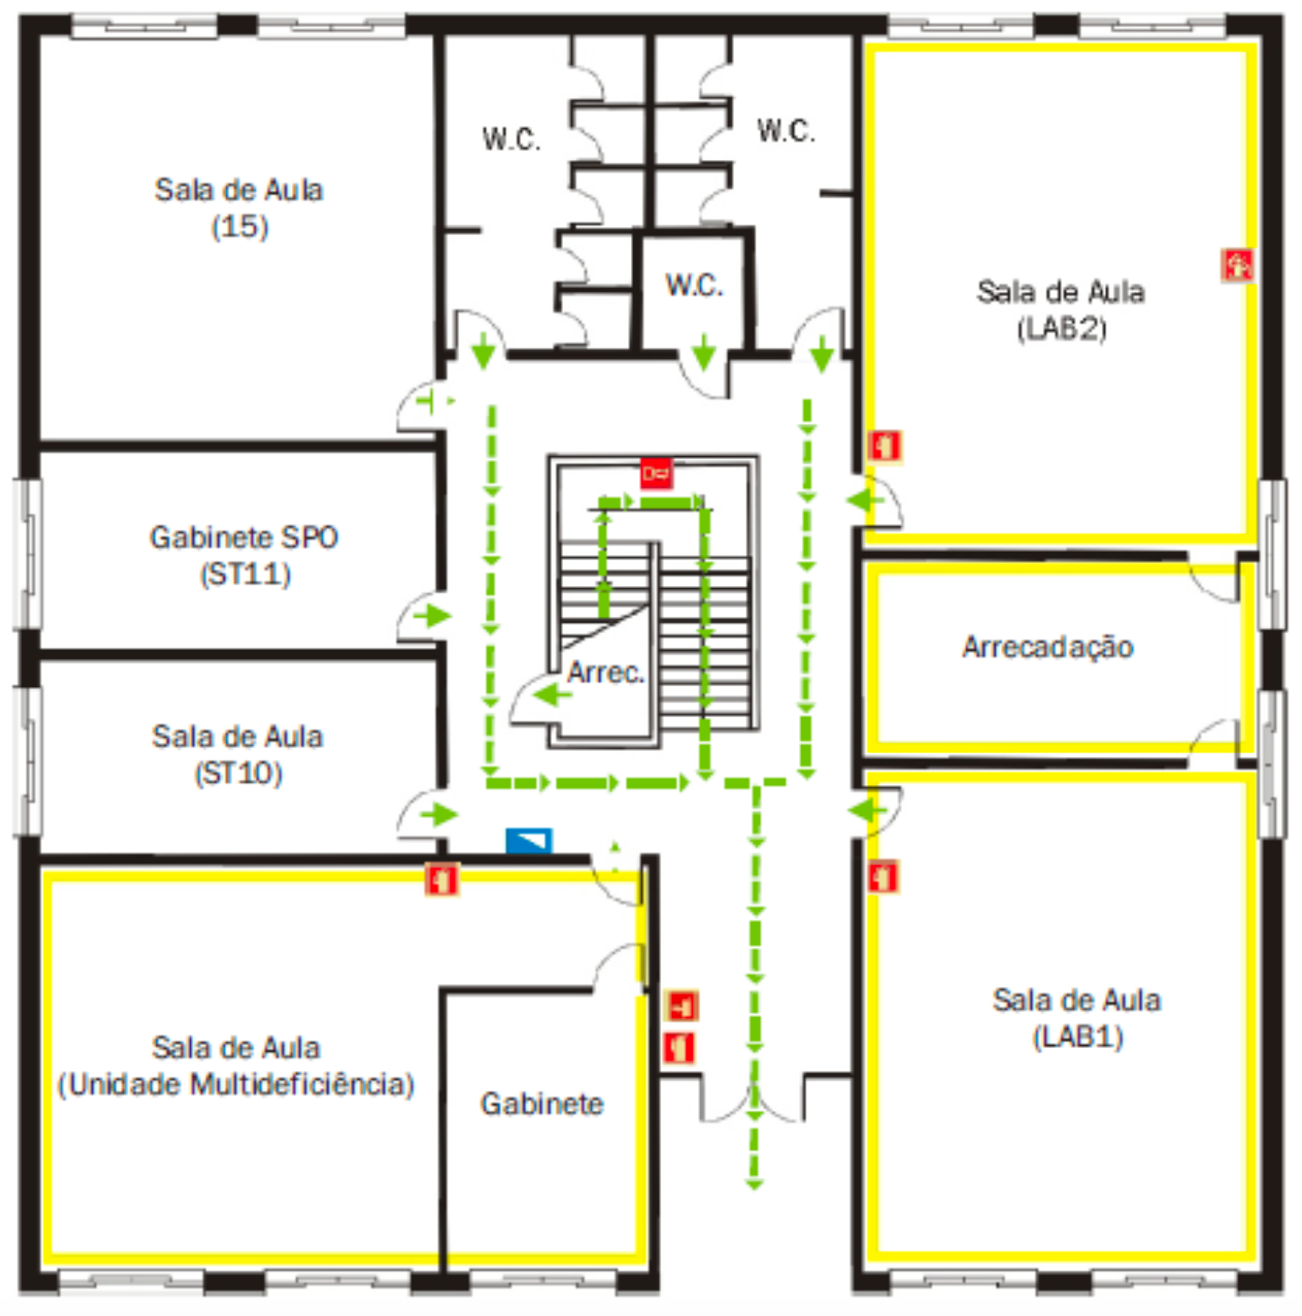 W.C.
W.C.
Sala de Aula
(15)
W.C.
Sala de Aula
(LAB2)
Gabinete SPO
(ST11)
Arrecadação
Arrec.
Sala de Aula
(ST10)
Sala de Aula
(LAB1)
Sala de Aula
(Unidade Multideficiência)
Gabinete